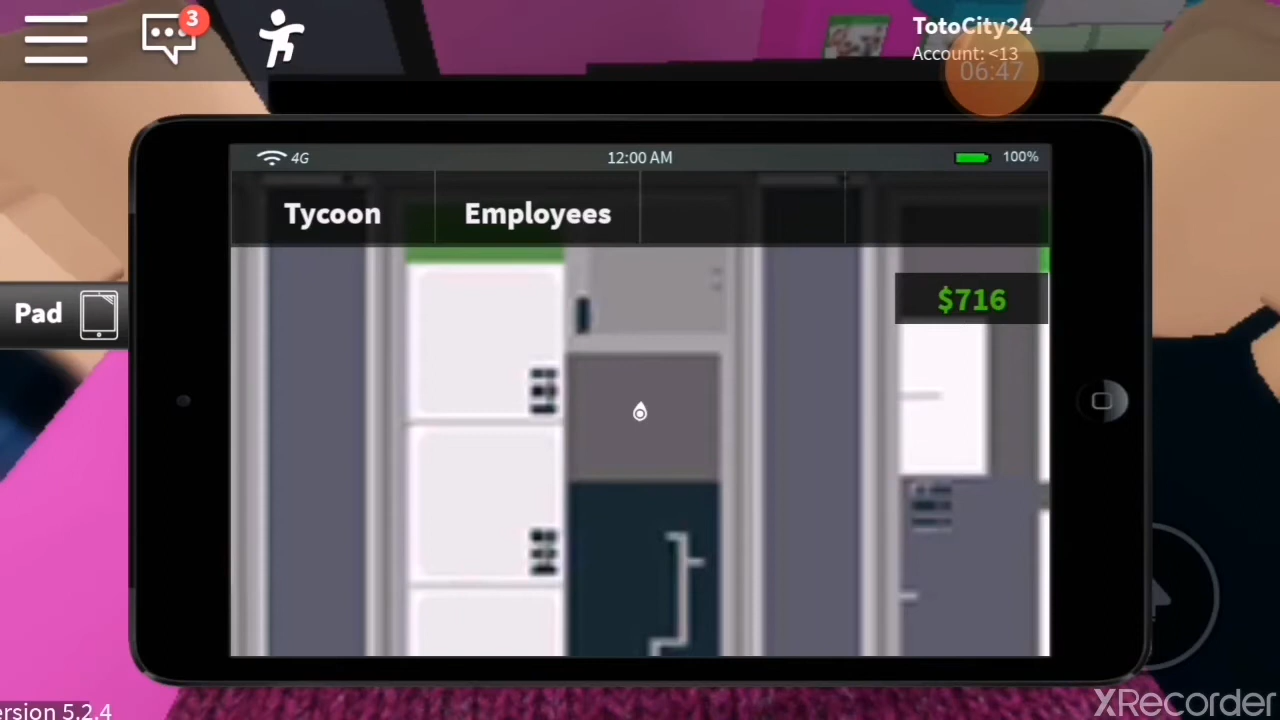 3
TotoCity24
Account: <13
06:47
4G
12:00 AM
100%
Tycoon
Employees
Pad
$716
ersion 5.2.4
XRecorder